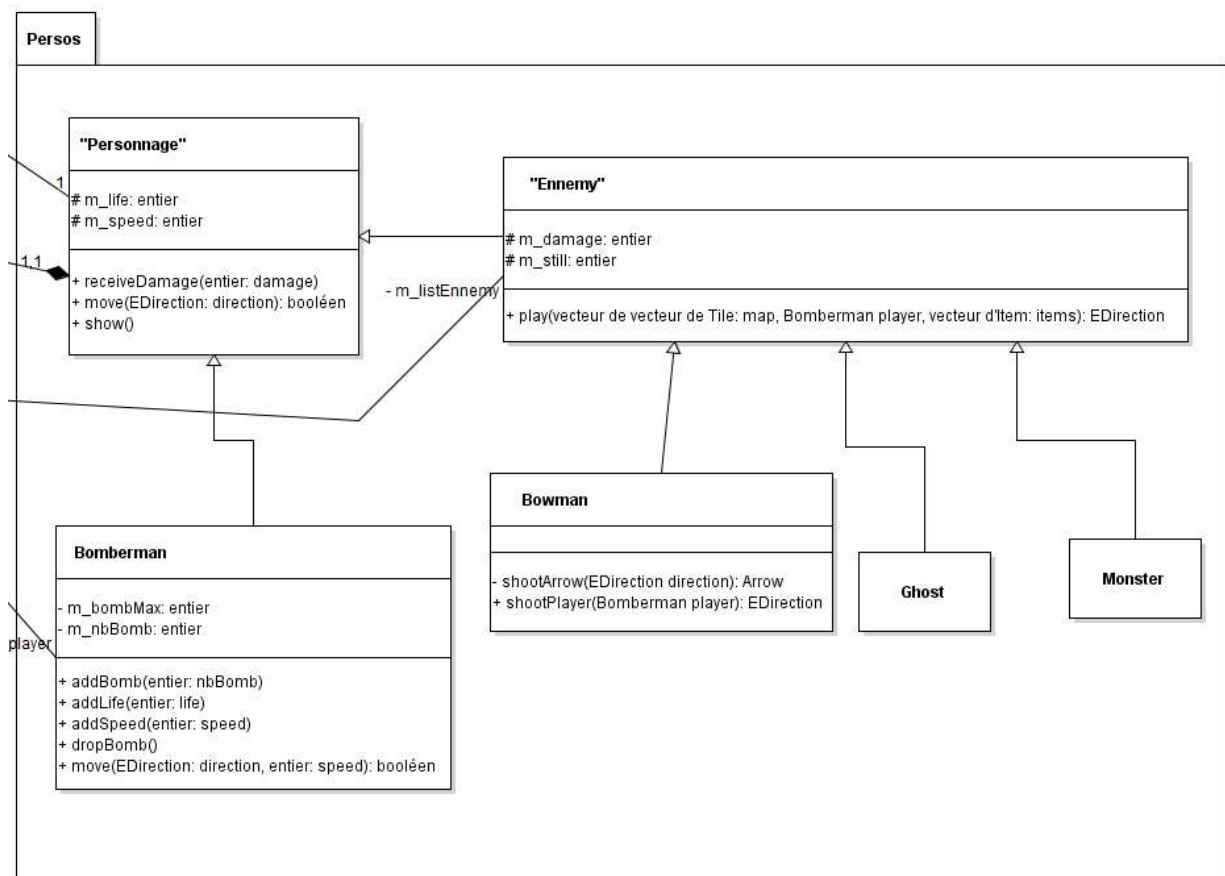 Persos
"Personnage"
1
# m_life: entier
# m_speed: entier
1,1
+ receiveDamage(entier: damage)
+ move(EDirection: direction): booléen
+ show()
"Ennemy"
# m_damage: entier
# m_still: entier
- m_listEnnemy
+ play(vecteur de vecteur de Tile: map, Bomberman player, vecteur d'Item: items): EDirection
Bomberman
- m_bombMax: entier
- m_nbBomb: entier
player
+ addBomb(entier: nbBomb)
+ addLife(entier: life)
+ addSpeed(entier: speed)
+ dropBomb()
+ move(EDirection: direction, entier: speed): booléen
Bowman
- shootArrow(EDirection direction): Arrow
+ shootPlayer(Bomberman player): EDirection
Ghost
Monster